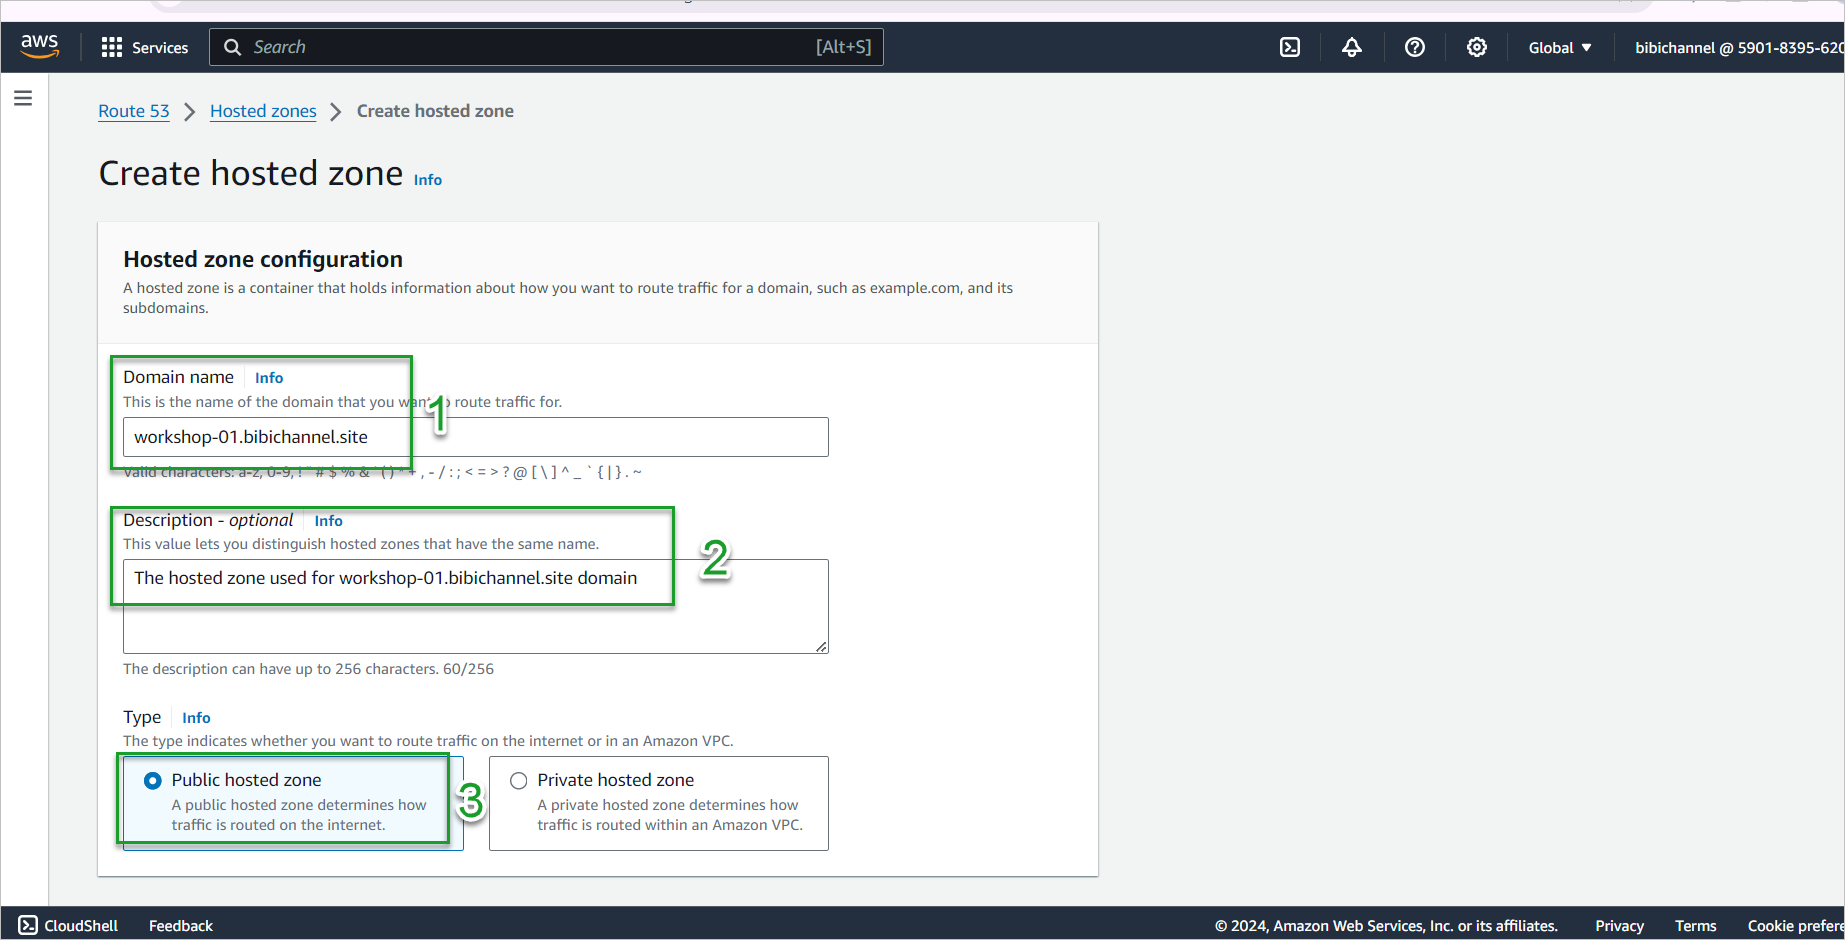 aws Services Search [Alt+S] Global ▼ bibichannel @ 5901-8395-620
Route 53 > Hosted zones > Create hosted zone
Create hosted zone Info
Hosted zone configuration
A hosted zone is a container that holds information about how you want to route traffic for a domain, such as example.com, and its
subdomains.
Domain name Info
This is the name of the domain that you want to route traffic for.
1
workshop-01.bibichannel.site
Valid characters: a-z, 0-9, ! " # $ % & ' ( ) * + , - / : ; < = > ? @ [ \ ] ^ _ ` { | } . ~
Description - optional Info
This value lets you distinguish hosted zones that have the same name.
2
The hosted zone used for workshop-01.bibichannel.site domain
The description can have up to 256 characters. 60/256
Type Info
The type indicates whether you want to route traffic on the internet or in an Amazon VPC.
Public hosted zone
A public hosted zone determines how
traffic is routed on the internet.
3
Private hosted zone
A private hosted zone determines how
traffic is routed within an Amazon VPC.
CloudShell Feedback © 2024, Amazon Web Services, Inc. or its affiliates. Privacy Terms Cookie prefere